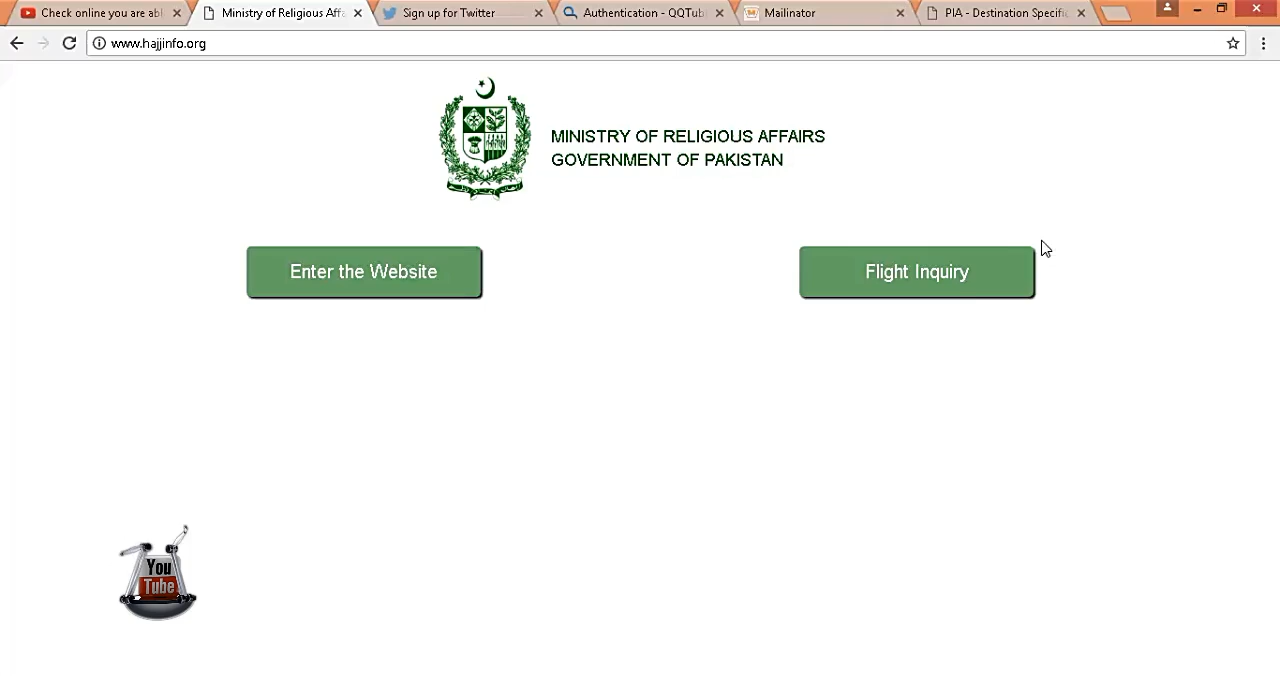 Check online you are abl
Ministry of Religious Affa
Sign up for Twitter
Authentication - QQTub
Mailinator
PIA - Destination Specific
www.hajjinfo.org
MINISTRY OF RELIGIOUS AFFAIRS
GOVERNMENT OF PAKISTAN
Enter the Website
Flight Inquiry
You
Tube